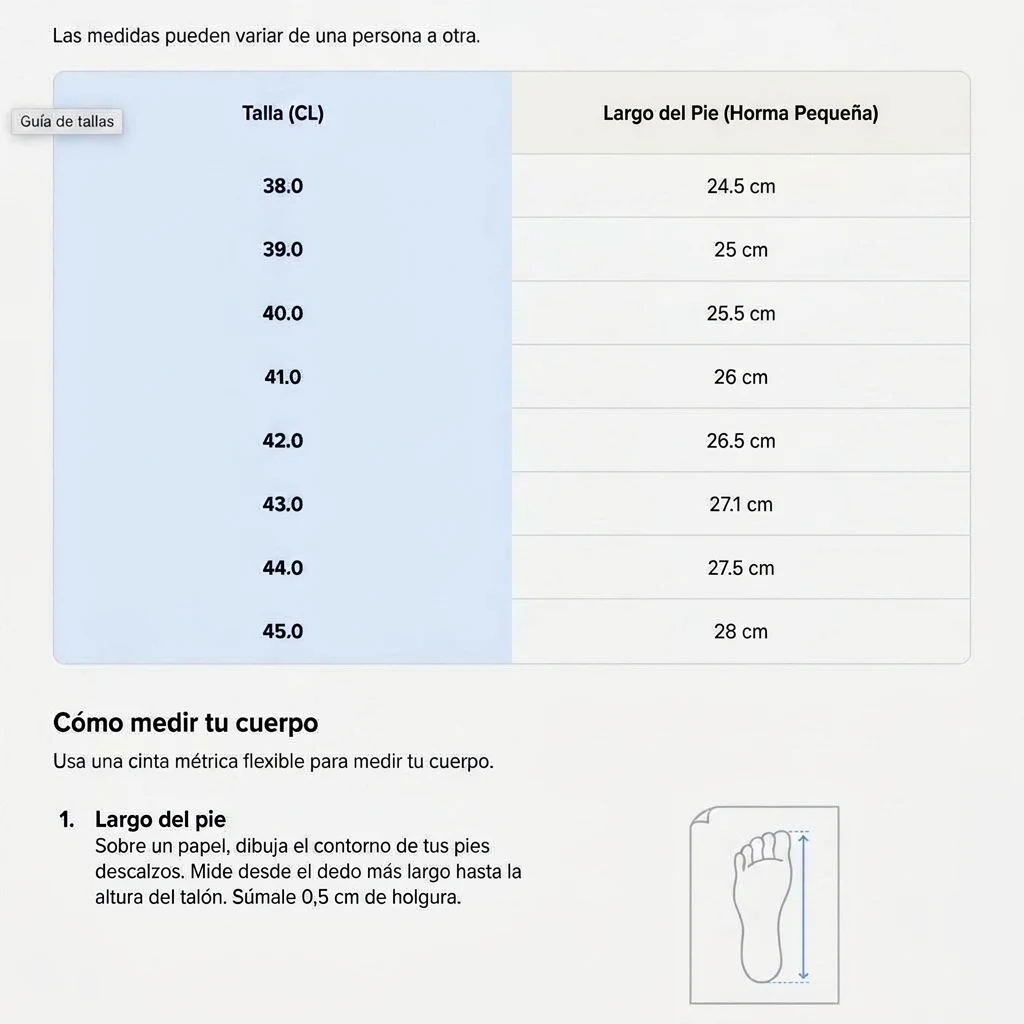 Las medidas pueden variar de una persona a otra.
Guía de tallas
Talla (CL) Largo del Pie (Horma Pequeña)
38.0 24.5 cm
39.0 25 cm
40.0 25.5 cm
41.0 26 cm
42.0 26.5 cm
43.0 27.1 cm
44.0 27.5 cm
45.0 28 cm
Cómo medir tu cuerpo
Usa una cinta métrica flexible para medir tu cuerpo.
1. Largo del pie
Sobre un papel, dibuja el contorno de tus pies
descalzos. Mide desde el dedo más largo hasta la
altura del talón. Súmale 0,5 cm de holgura.